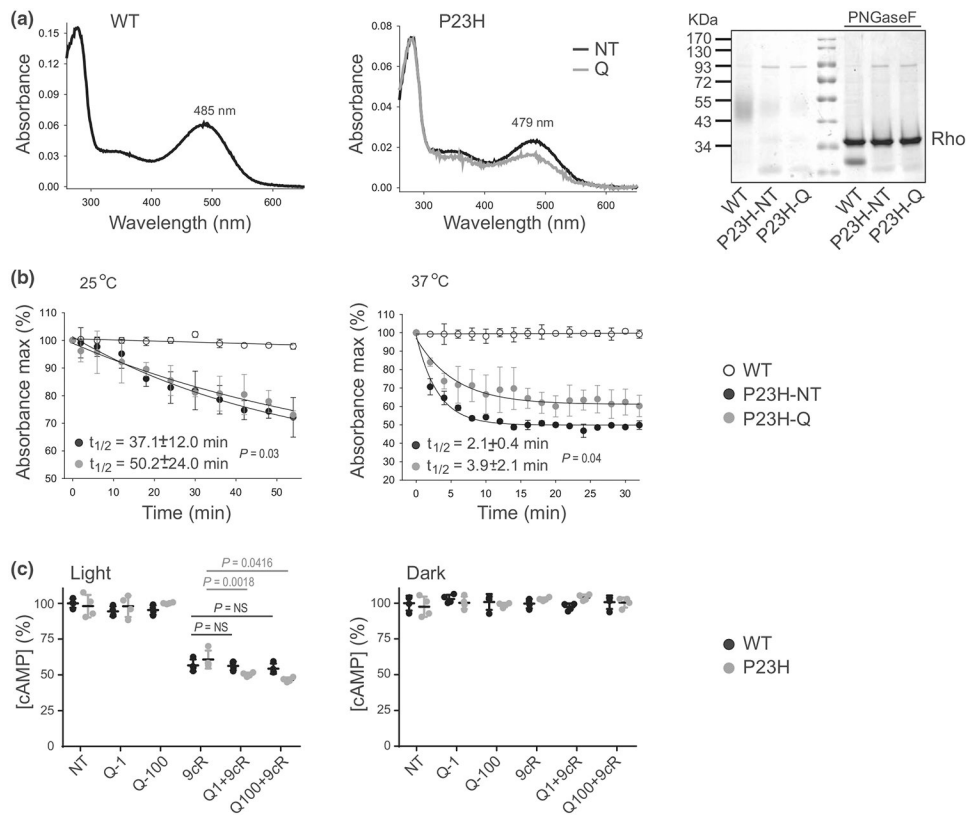 (a)
WT
Absorbance
0.15
0.12
0.09
0.06
0.03
0.00
485 nm
300 400 500 600
Wavelength (nm)
P23H
NT
Q
Absorbance
0.08
0.06
0.04
0.02
0.00
479 nm
300 400 500 600
Wavelength (nm)
KDa
PNGaseF
170
130
93
72
55
43
34
Rho
WT
P23H-NT
P23H-Q
WT
P23H-NT
P23H-Q
(b)
25 °C
Absorbance max (%)
110
100
90
80
70
60
50
t1/2 = 37.1±12.0 min
t1/2 = 50.2±24.0 min
P = 0.03
0 10 20 30 40 50
Time (min)
37 °C
Absorbance max (%)
110
100
90
80
70
60
50
40
30
20
t1/2 = 2.1±0.4 min
t1/2 = 3.9±2.1 min
P = 0.04
0 5 10 15 20 25 30
Time (min)
WT
P23H-NT
P23H-Q
(c)
Light
P = 0.0416
P = 0.0018
P = NS
P = NS
[cAMP] (%)
100
75
50
25
0
NT
Q-1
Q-100
9cR
Q1+9cR
Q100+9cR
Dark
[cAMP] (%)
100
75
50
25
0
NT
Q-1
Q-100
9cR
Q1+9cR
Q100+9cR
WT
P23H